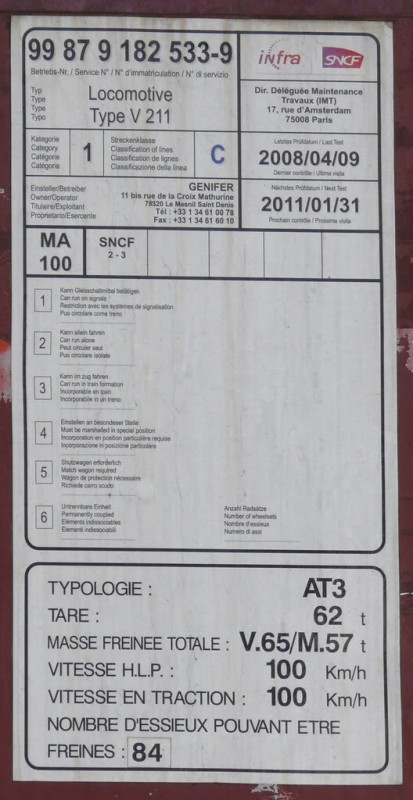 99 87 9 182 533-9
Betriebs-Nr. / Service N° / N° d'immatriculation / N° di servizio
infra SNCF
Typ
Type
Type
Tipo
Locomotive
Type V 211
Dir. Déléguée Maintenance
Travaux (IMT)
17, rue d'Amsterdam
75008 Paris
Kategorie
Category
Catégorie
Categoria
1
Streckenklasse
Classification of lines
Classification de lignes
Classificazione della linea
C
Letztes Prüfdatum / Last Test
2008/04/09
Dernier contrôle / Ultima visita
Einsteller/Betreiber
Owner/Operator
Titulaire/Exploitant
Proprietario/Esercente
GENIFER
11 bis rue de la Croix Mathurine
78320 Le Mesnil Saint Denis
Tél : +33 1 34 61 00 78
Fax : +33 1 34 61 60 10
Nächstes Prüfdatum / Next Test
2011/01/31
Prochain contrôle / Prossima visita
MA
100
SNCF
2 - 3
1
Kann Gleisschaltmittel betätigen
Can run on signals
Restriction avec les systèmes de signalisation
Puo circolare come treno
2
Kann allein fahren
Can run alone
Peut circuler seul
Puo circolare isolate
3
Kann im zug fahren
Can run in train formation
Incorporable en train
Incorporabile in un treno
4
Einstellen an besonderer Stelle
Must be marshalled in special position
Incorporation en position particulière requise
Incorporazione in posizione particolare
5
Shutzwagen erforderlich
Match wagon required
Wagon de protection nécessaire
Richiede carro scudo
6
Untrennbare Einheit
Permanently coupled
Eléments indissociables
Elementi indissociabili
Anzahl Radsätze
Number of wheelsets
Nombre d'essieux
Numero di assi
TYPOLOGIE : AT3
TARE : 62 t
MASSE FREINEE TOTALE : V.65/M.57 t
VITESSE H.L.P. : 100 Km/h
VITESSE EN TRACTION : 100 Km/h
NOMBRE D'ESSIEUX POUVANT ETRE
FREINES : 84